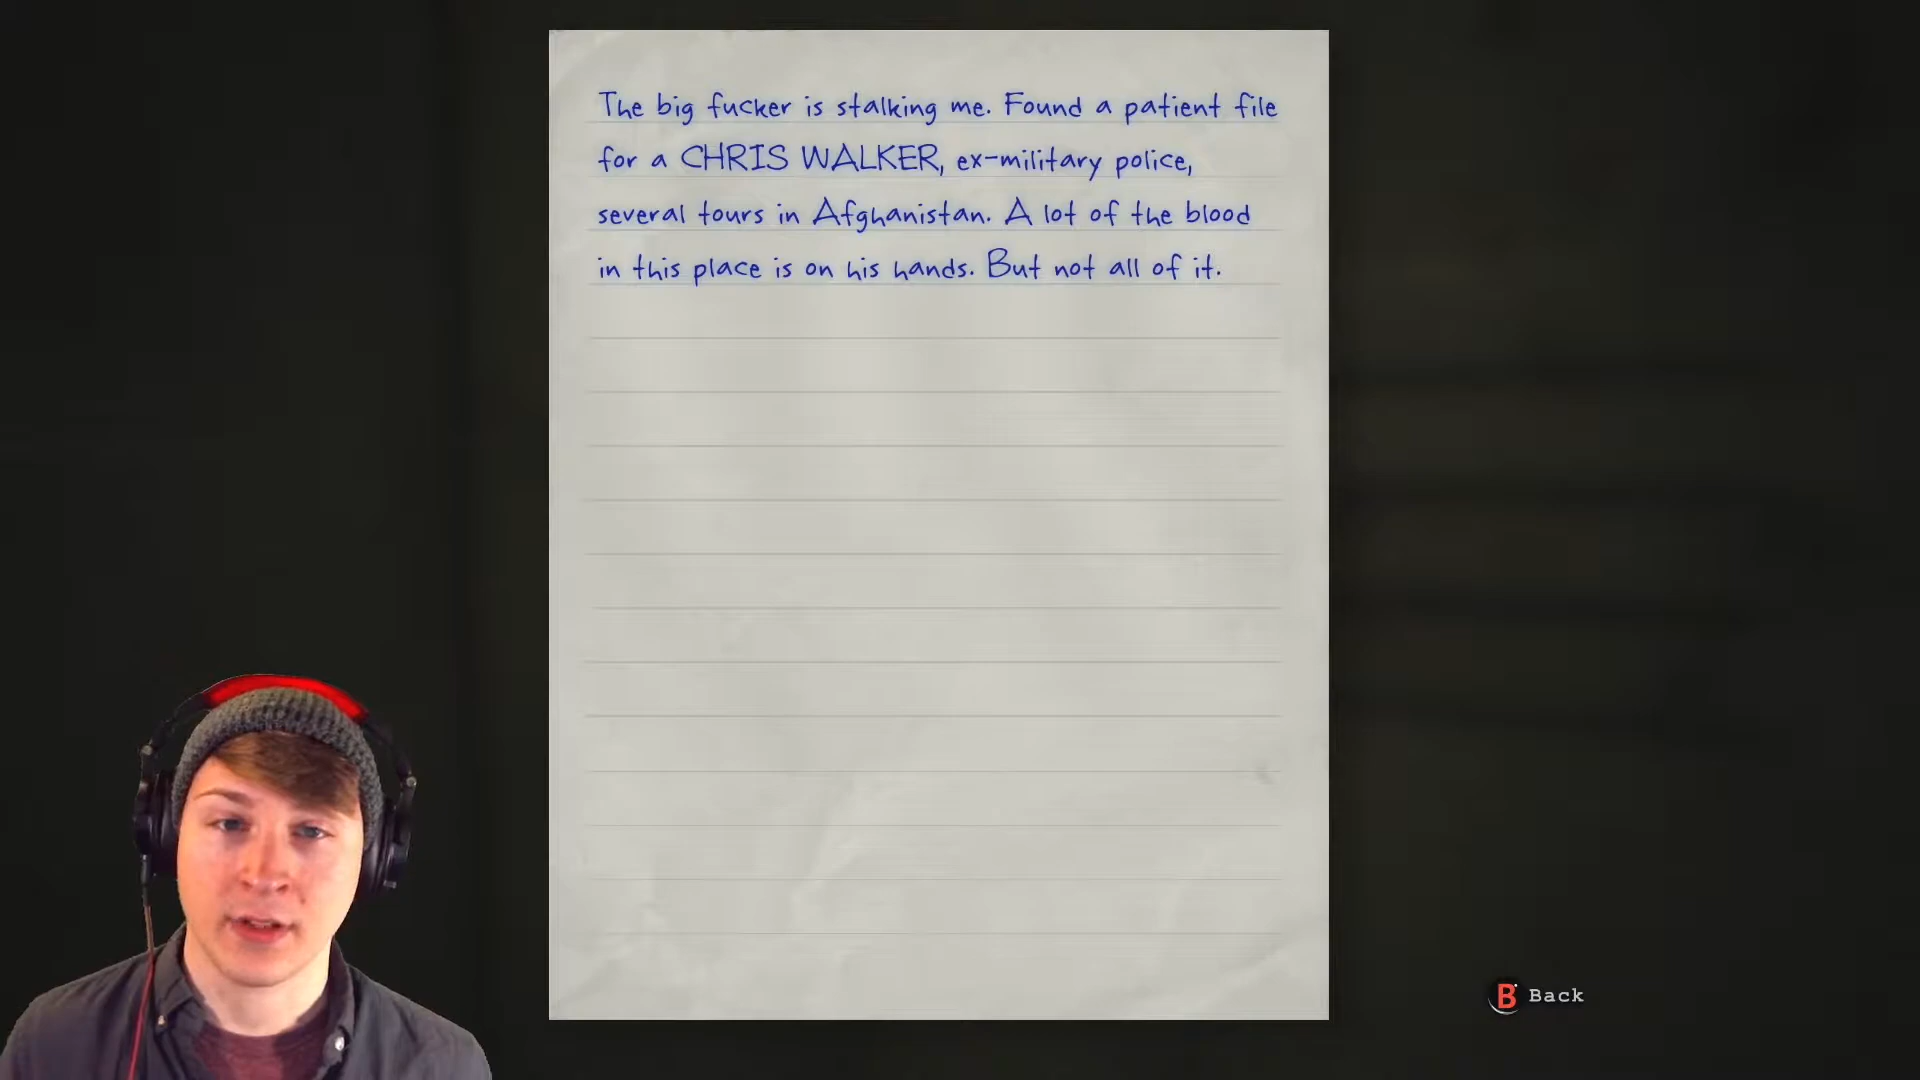 The big fucker is stalking me. Found a patient file
for a CHRIS WALKER, ex-military police,
several tours in Afghanistan. A lot of the blood
in this place is on his hands. But not all of it.
B Back